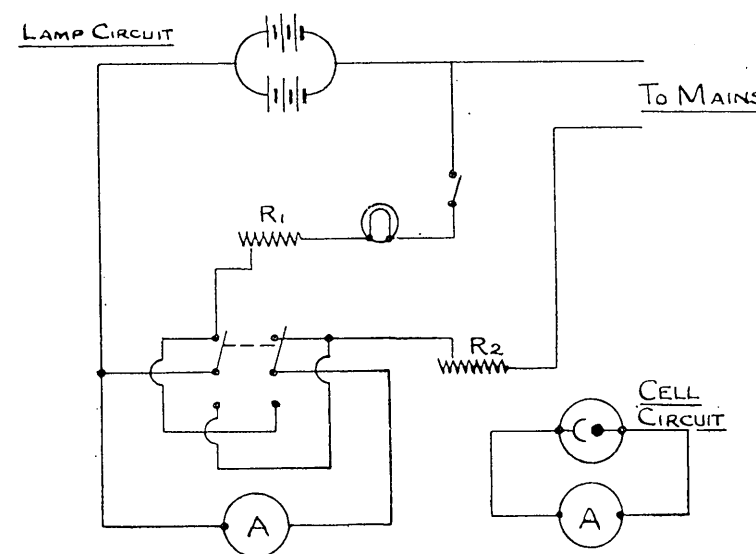 LAMP CIRCUIT
TO MAINS
R1
R2
CELL
CIRCUIT
A
A